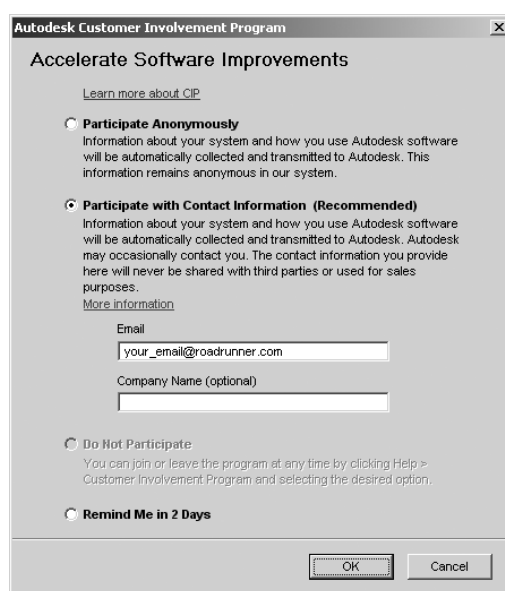 Autodesk Customer Involvement Program
Accelerate Software Improvements
Learn more about CIP
Participate Anonymously
Information about your system and how you use Autodesk software
will be automatically collected and transmitted to Autodesk. This
information remains anonymous in our system.
Participate with Contact Information (Recommended)
Information about your system and how you use Autodesk software
will be automatically collected and transmitted to Autodesk. Autodesk
may occasionally contact you. The contact information you provide
here will never be shared with third parties or used for sales
purposes.
More information
Email
your_email@roadrunner.com
Company Name (optional)
Do Not Participate
You can join or leave the program at any time by clicking Help >
Customer Involvement Program and selecting the desired option.
Remind Me in 2 Days
OK Cancel